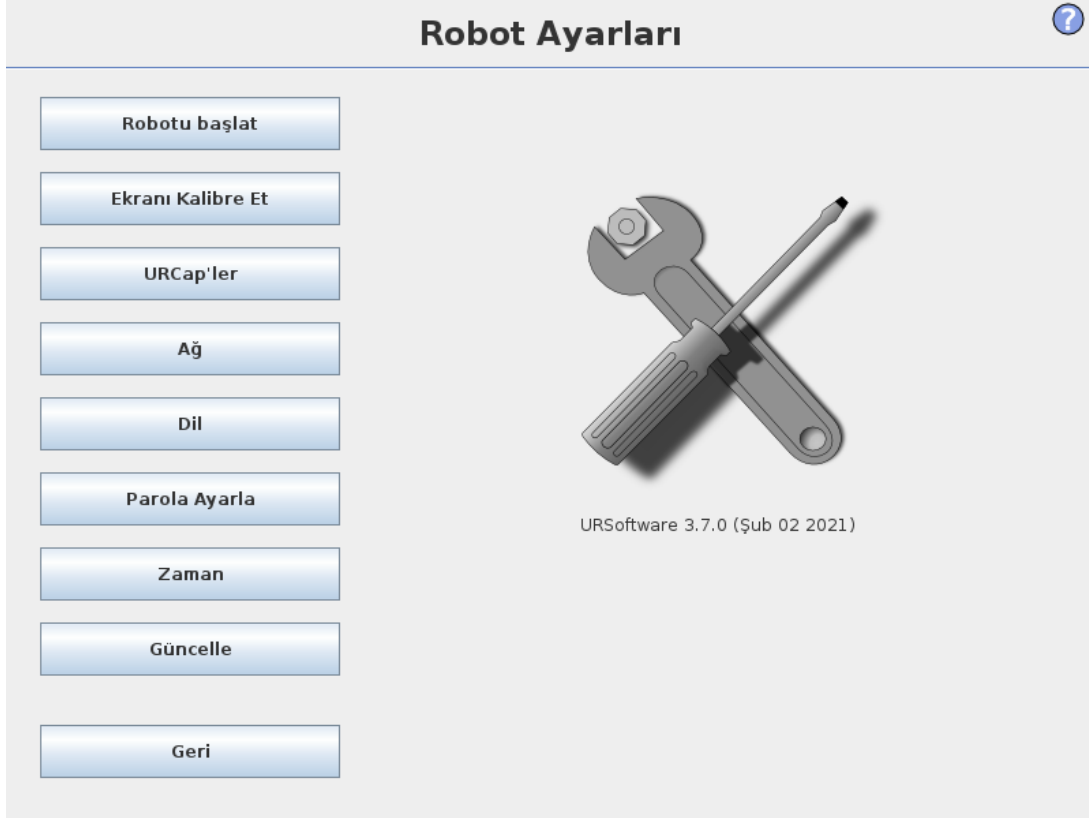 Robot Ayarları
?
Robotu başlat
Ekranı Kalibre Et
URCap'ler
Ağ
Dil
Parola Ayarla
Zaman
Güncelle
Geri
URSoftware 3.7.0 (Şub 02 2021)